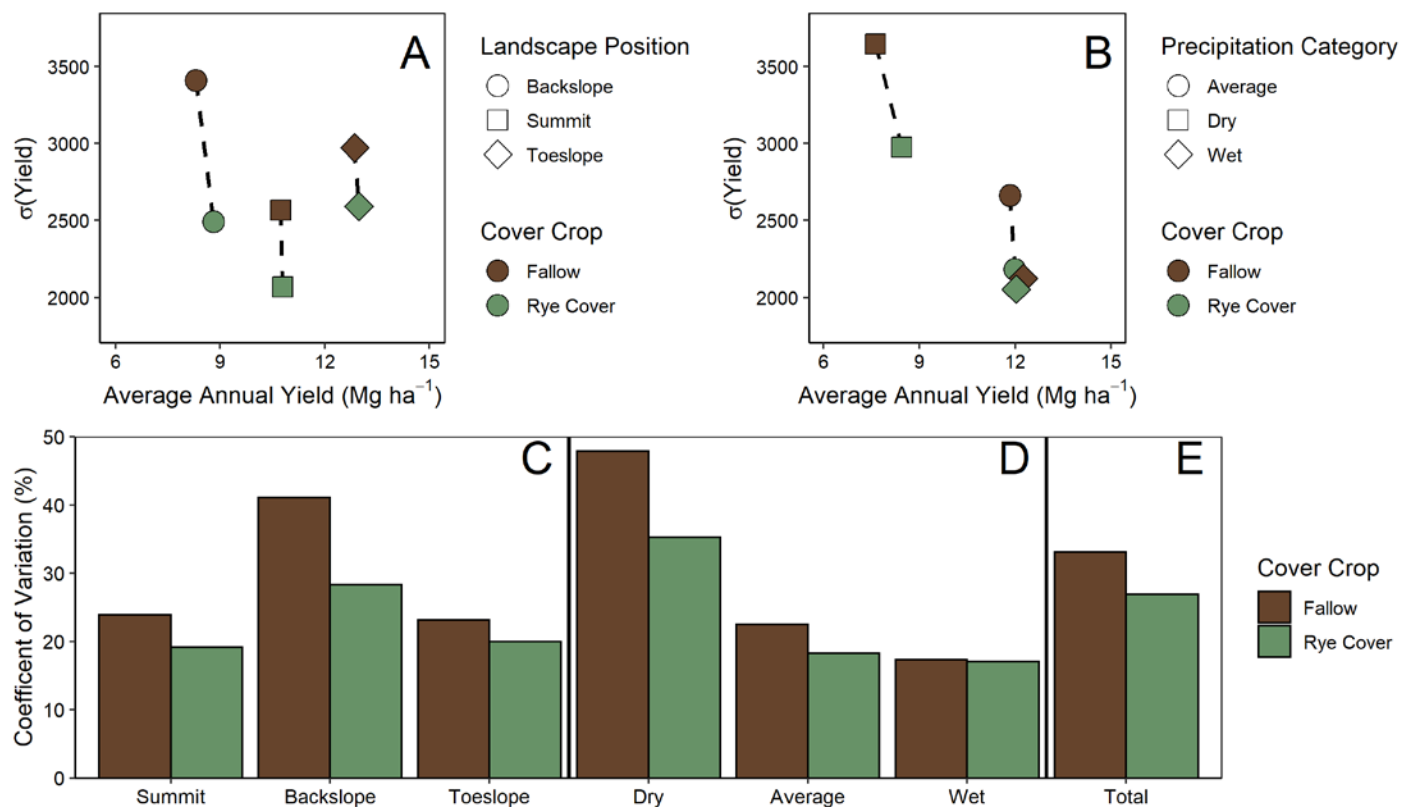 A
3500
3000
2500
2000
σ(Yield)
6 9 12 15
Average Annual Yield (Mg ha⁻¹)
Landscape Position
Backslope
Summit
Toeslope
Cover Crop
Fallow
Rye Cover
B
3500
3000
2500
2000
σ(Yield)
6 9 12 15
Average Annual Yield (Mg ha⁻¹)
Precipitation Category
Average
Dry
Wet
Cover Crop
Fallow
Rye Cover
C D E
50
40
30
20
10
0
Coefficent of Variation (%)
Summit Backslope Toeslope Dry Average Wet Total
Cover Crop
Fallow
Rye Cover